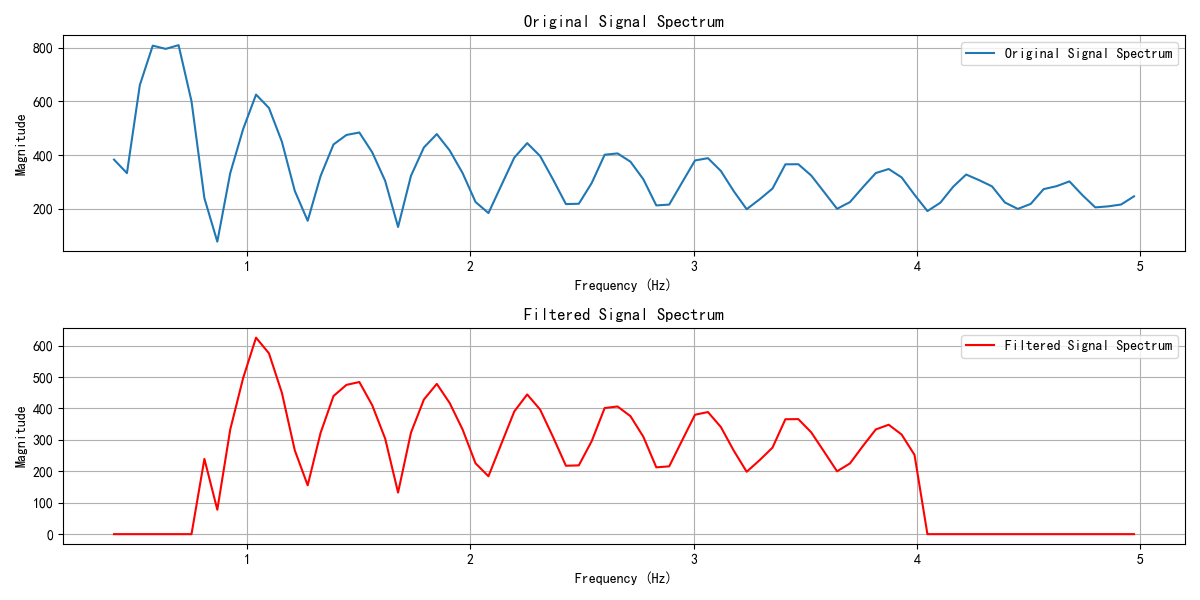 Original Signal Spectrum
Original Signal Spectrum
800
600
400
200
Magnitude
1 2 3 4 5
Frequency (Hz)
Filtered Signal Spectrum
Filtered Signal Spectrum
600
500
400
300
200
100
0
Magnitude
1 2 3 4 5
Frequency (Hz)